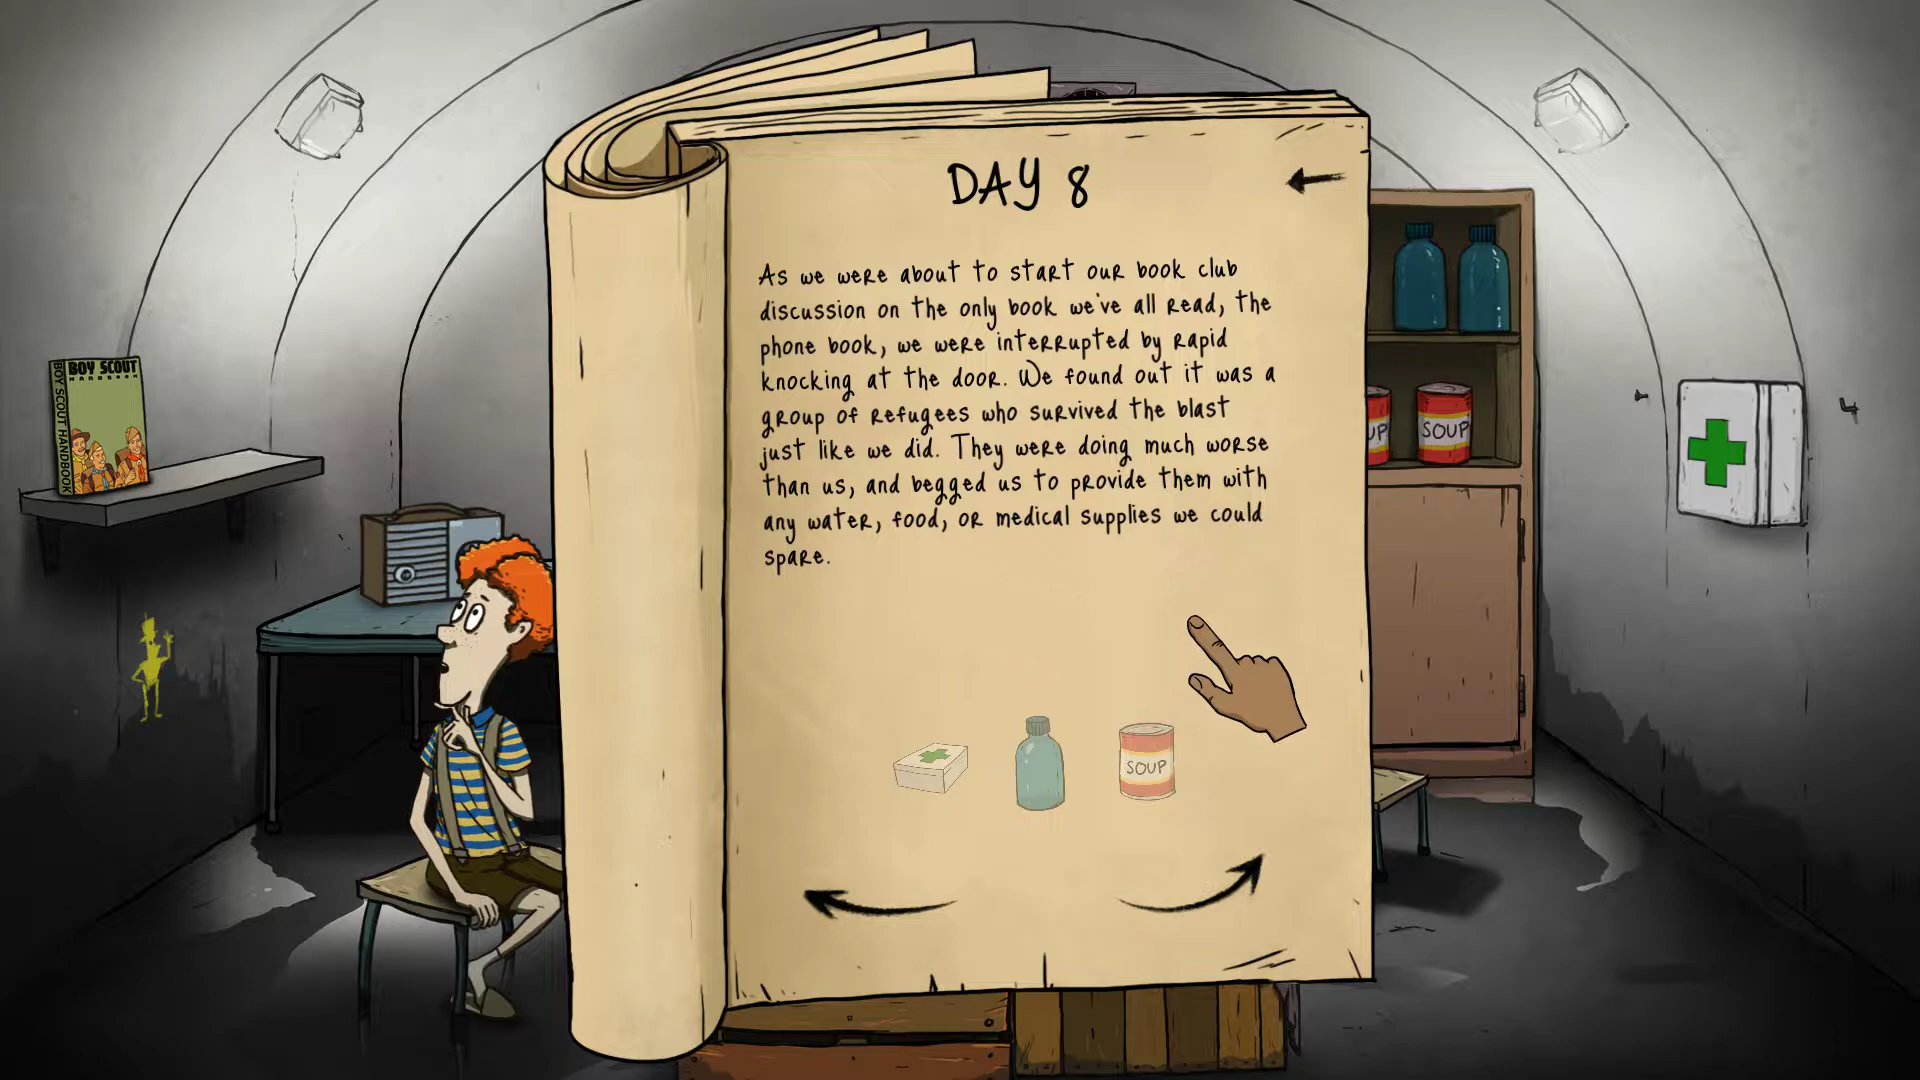 DAY 8
As we were about to start our book club
discussion on the only book we've all read, the
phone book, we were interrupted by rapid
knocking at the door. We found out it was a
group of refugees who survived the blast
just like we did. They were doing much worse
than us, and begged us to provide them with
any water, food, or medical supplies we could
spare.
BOY SCOUT
HANDBOOK
BOY SCOUT HANDBOOK
UP
SOUP
SOUP